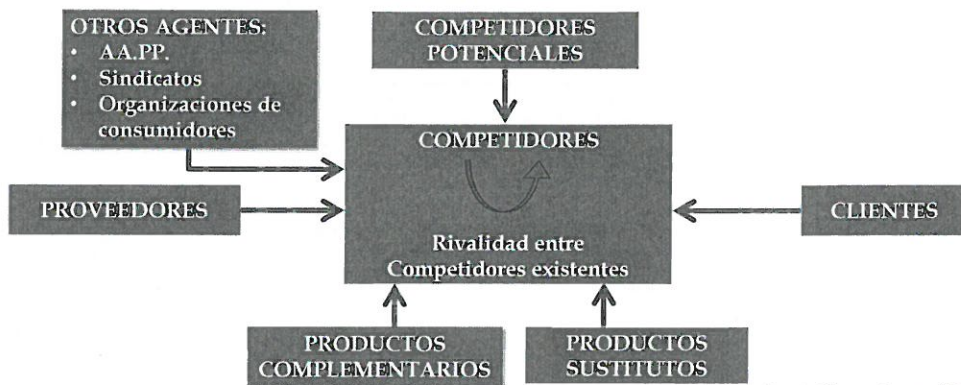 OTROS AGENTES:
• AA.PP.
• Sindicatos
• Organizaciones de
consumidores
COMPETIDORES
POTENCIALES
COMPETIDORES
PROVEEDORES
CLIENTES
Rivalidad entre
Competidores existentes
PRODUCTOS
COMPLEMENTARIOS
PRODUCTOS
SUSTITUTOS